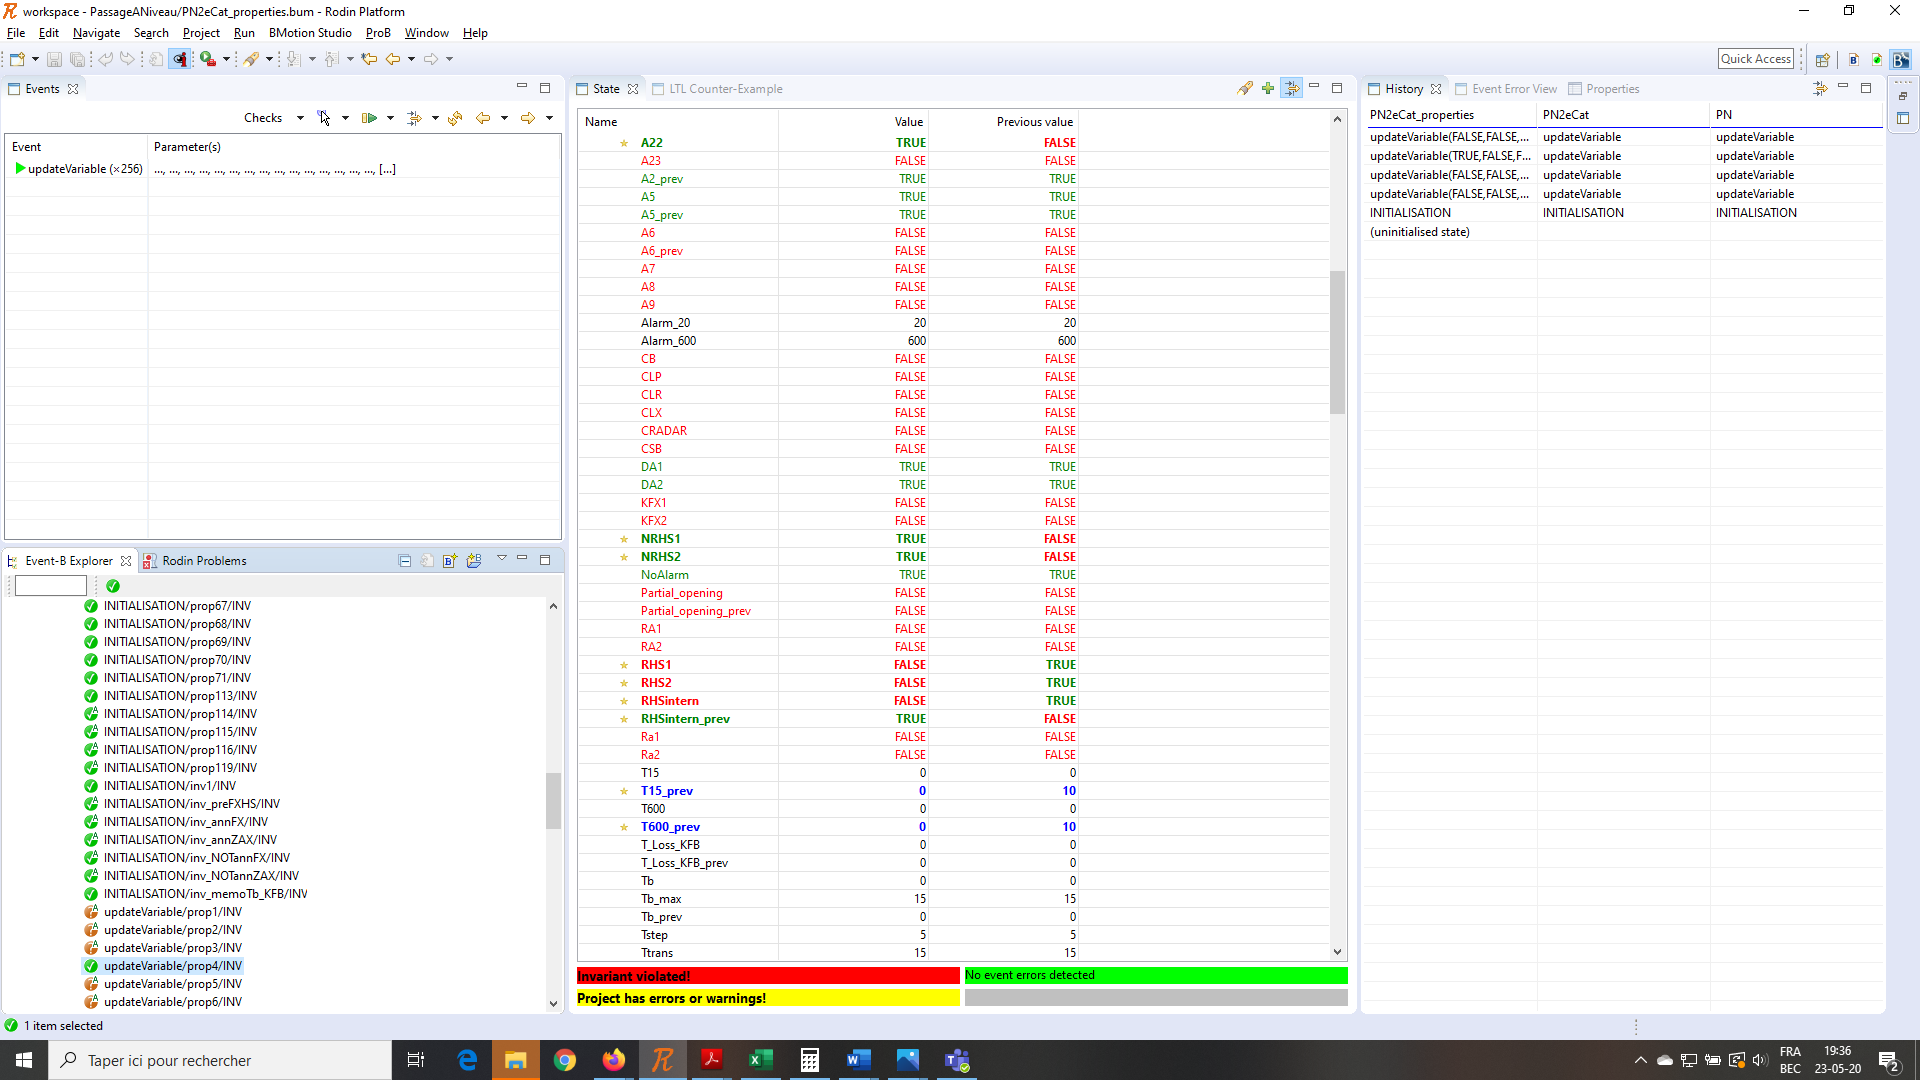 workspace - PassageANiveau/PN2eCat_properties.bum - Rodin Platform
File Edit Navigate Search Project Run BMotion Studio ProB Window Help
Quick Access
Events
Checks
Event Parameter(s)
updateVariable (×256) ..., ..., ..., ..., ..., ..., ..., ..., ..., ..., ..., ..., ..., ..., ..., [...]
Event-B Explorer Rodin Problems
INITIALISATION/prop67/INV
INITIALISATION/prop68/INV
INITIALISATION/prop69/INV
INITIALISATION/prop70/INV
INITIALISATION/prop71/INV
INITIALISATION/prop113/INV
INITIALISATION/prop114/INV
INITIALISATION/prop115/INV
INITIALISATION/prop116/INV
INITIALISATION/prop119/INV
INITIALISATION/inv1/INV
INITIALISATION/inv_preFXHS/INV
INITIALISATION/inv_annFX/INV
INITIALISATION/inv_annZAX/INV
INITIALISATION/inv_NOTannFX/INV
INITIALISATION/inv_NOTannZAX/INV
INITIALISATION/inv_memoTb_KFB/INV
updateVariable/prop1/INV
updateVariable/prop2/INV
updateVariable/prop3/INV
updateVariable/prop4/INV
updateVariable/prop5/INV
updateVariable/prop6/INV
State LTL Counter-Example
Name Value Previous value
A22 TRUE FALSE
A23 FALSE FALSE
A2_prev TRUE TRUE
A5 TRUE TRUE
A5_prev TRUE TRUE
A6 FALSE FALSE
A6_prev FALSE FALSE
A7 FALSE FALSE
A8 FALSE FALSE
A9 FALSE FALSE
Alarm_20 20 20
Alarm_600 600 600
CB FALSE FALSE
CLP FALSE FALSE
CLR FALSE FALSE
CLX FALSE FALSE
CRADAR FALSE FALSE
CSB FALSE FALSE
DA1 TRUE TRUE
DA2 TRUE TRUE
KFX1 FALSE FALSE
KFX2 FALSE FALSE
NRHS1 TRUE FALSE
NRHS2 TRUE FALSE
NoAlarm TRUE TRUE
Partial_opening FALSE FALSE
Partial_opening_prev FALSE FALSE
RA1 FALSE FALSE
RA2 FALSE FALSE
RHS1 FALSE TRUE
RHS2 FALSE TRUE
RHSintern FALSE TRUE
RHSintern_prev TRUE FALSE
Ra1 FALSE FALSE
Ra2 FALSE FALSE
T15 0 0
T15_prev 0 10
T600 0 0
T600_prev 0 10
T_Loss_KFB 0 0
T_Loss_KFB_prev 0 0
Tb 0 0
Tb_max 15 15
Tb_prev 0 0
Tstep 5 5
Ttrans 15 15
Invariant violated! No event errors detected
Project has errors or warnings!
History Event Error View Properties
PN2eCat_properties PN2eCat PN
updateVariable(FALSE,FALSE,... updateVariable updateVariable
updateVariable(TRUE,FALSE,F... updateVariable updateVariable
updateVariable(FALSE,FALSE,... updateVariable updateVariable
updateVariable(FALSE,FALSE,... updateVariable updateVariable
INITIALISATION INITIALISATION INITIALISATION
(uninitialised state)
1 item selected
Taper ici pour rechercher
FRA 19:36
BEC 23-05-20
2